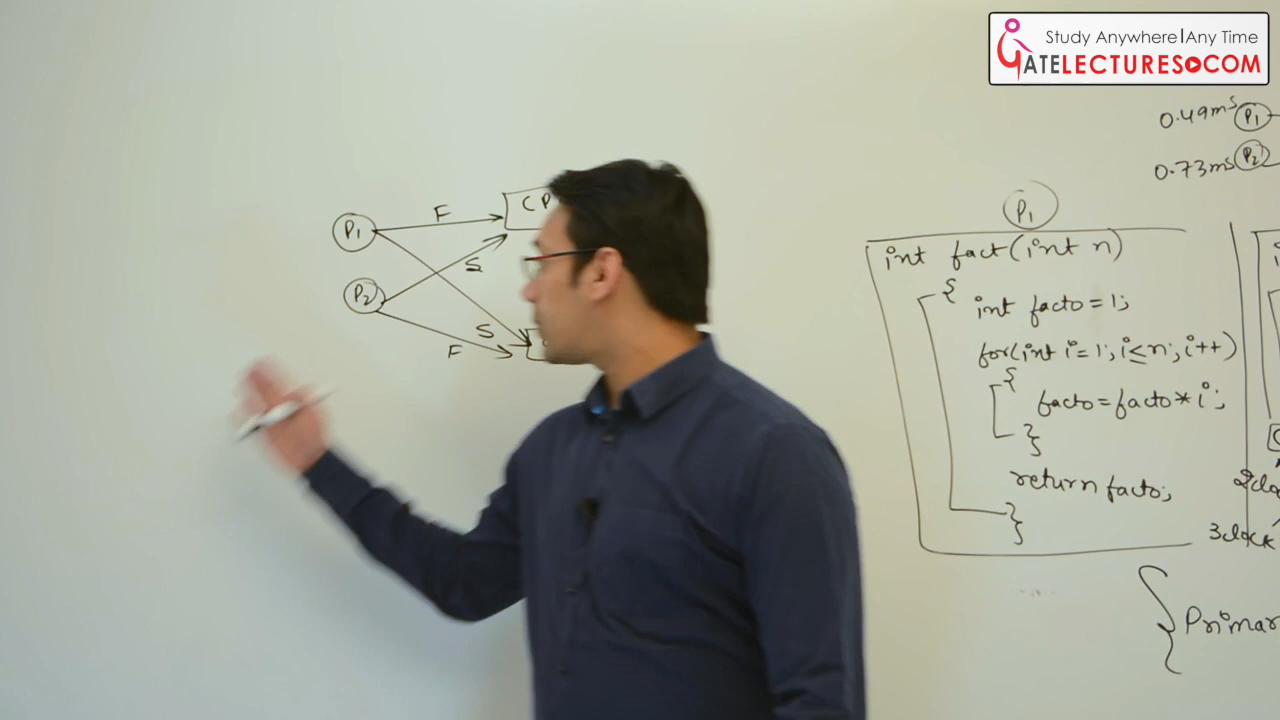 Study Anywhere|Any Time
GATELECTURES.COM
0.49ms P1
0.73ms P2
P1
F
CP
S
P2
S
F
P1
int fact(int n)
{
int facto = 1;
for(int i = 1; i ≤ n; i++)
{
facto = facto * i;
}
return facto;
}
3clock